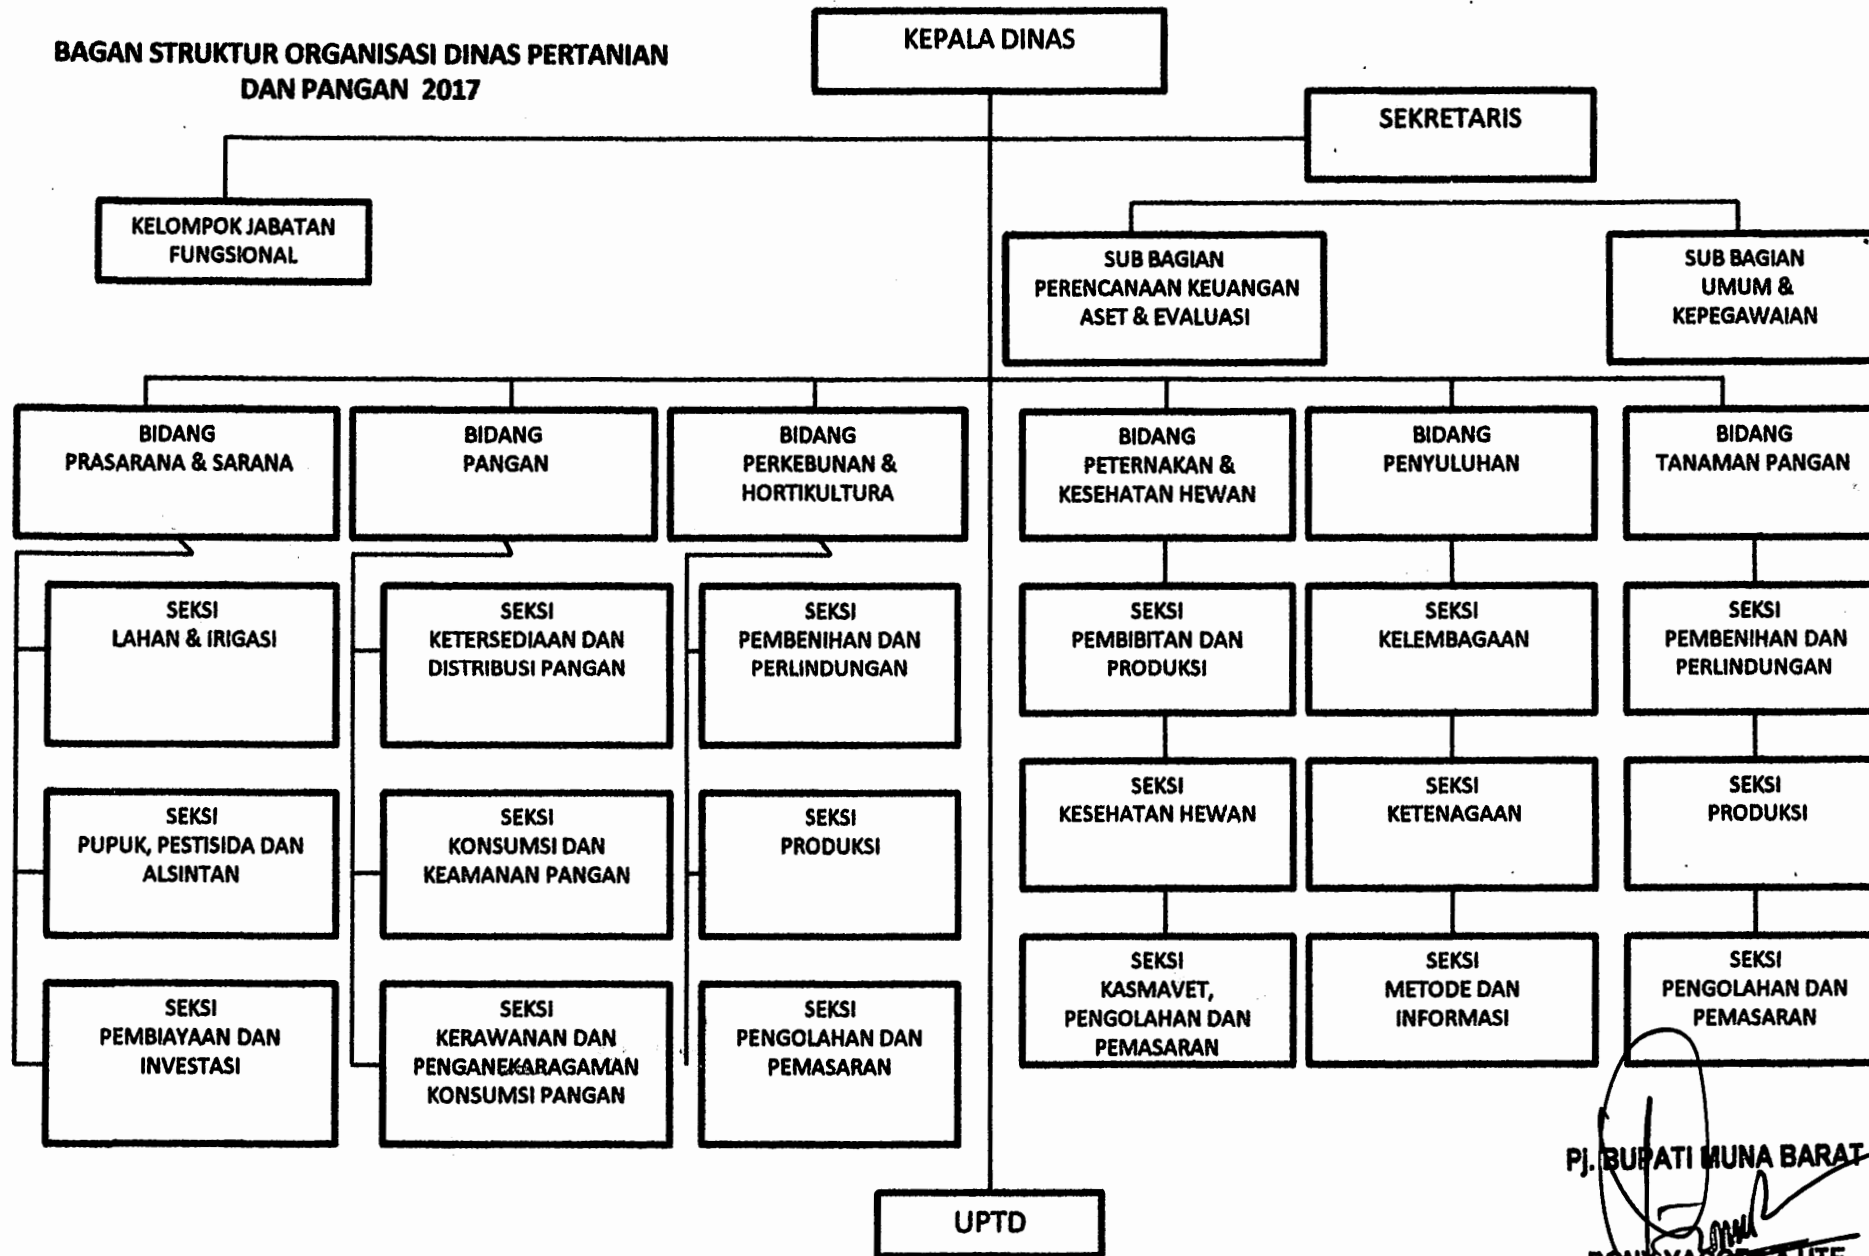 BAGAN STRUKTUR ORGANISASI DINAS PERTANIAN
DAN PANGAN 2017
KEPALA DINAS
SEKRETARIS
KELOMPOK JABATAN
FUNGSIONAL
SUB BAGIAN
PERENCANAAN KEUANGAN
ASET & EVALUASI
SUB BAGIAN
UMUM &
KEPEGAWAIAN
BIDANG
PRASARANA & SARANA
BIDANG
PANGAN
BIDANG
PERKEBUNAN &
HORTIKULTURA
BIDANG
PETERNAKAN &
KESEHATAN HEWAN
BIDANG
PENYULUHAN
BIDANG
TANAMAN PANGAN
SEKSI
LAHAN & IRIGASI
SEKSI
KETERSEDIAAN DAN
DISTRIBUSI PANGAN
SEKSI
PEMBENIHAN DAN
PERLINDUNGAN
SEKSI
PEMBIBITAN DAN
PRODUKSI
SEKSI
KELEMBAGAAN
SEKSI
PEMBENIHAN DAN
PERLINDUNGAN
SEKSI
PUPUK, PESTISIDA DAN
ALSINTAN
SEKSI
KONSUMSI DAN
KEAMANAN PANGAN
SEKSI
PRODUKSI
SEKSI
KESEHATAN HEWAN
SEKSI
KETENAGAAN
SEKSI
PRODUKSI
SEKSI
PEMBIAYAAN DAN
INVESTASI
SEKSI
KERAWANAN DAN
PENGANEKARAGAMAN
KONSUMSI PANGAN
SEKSI
PENGOLAHAN DAN
PEMASARAN
SEKSI
KASMAVET,
PENGOLAHAN DAN
PEMASARAN
SEKSI
METODE DAN
INFORMASI
SEKSI
PENGOLAHAN DAN
PEMASARAN
UPTD
Pj. BUPATI MUNA BARAT